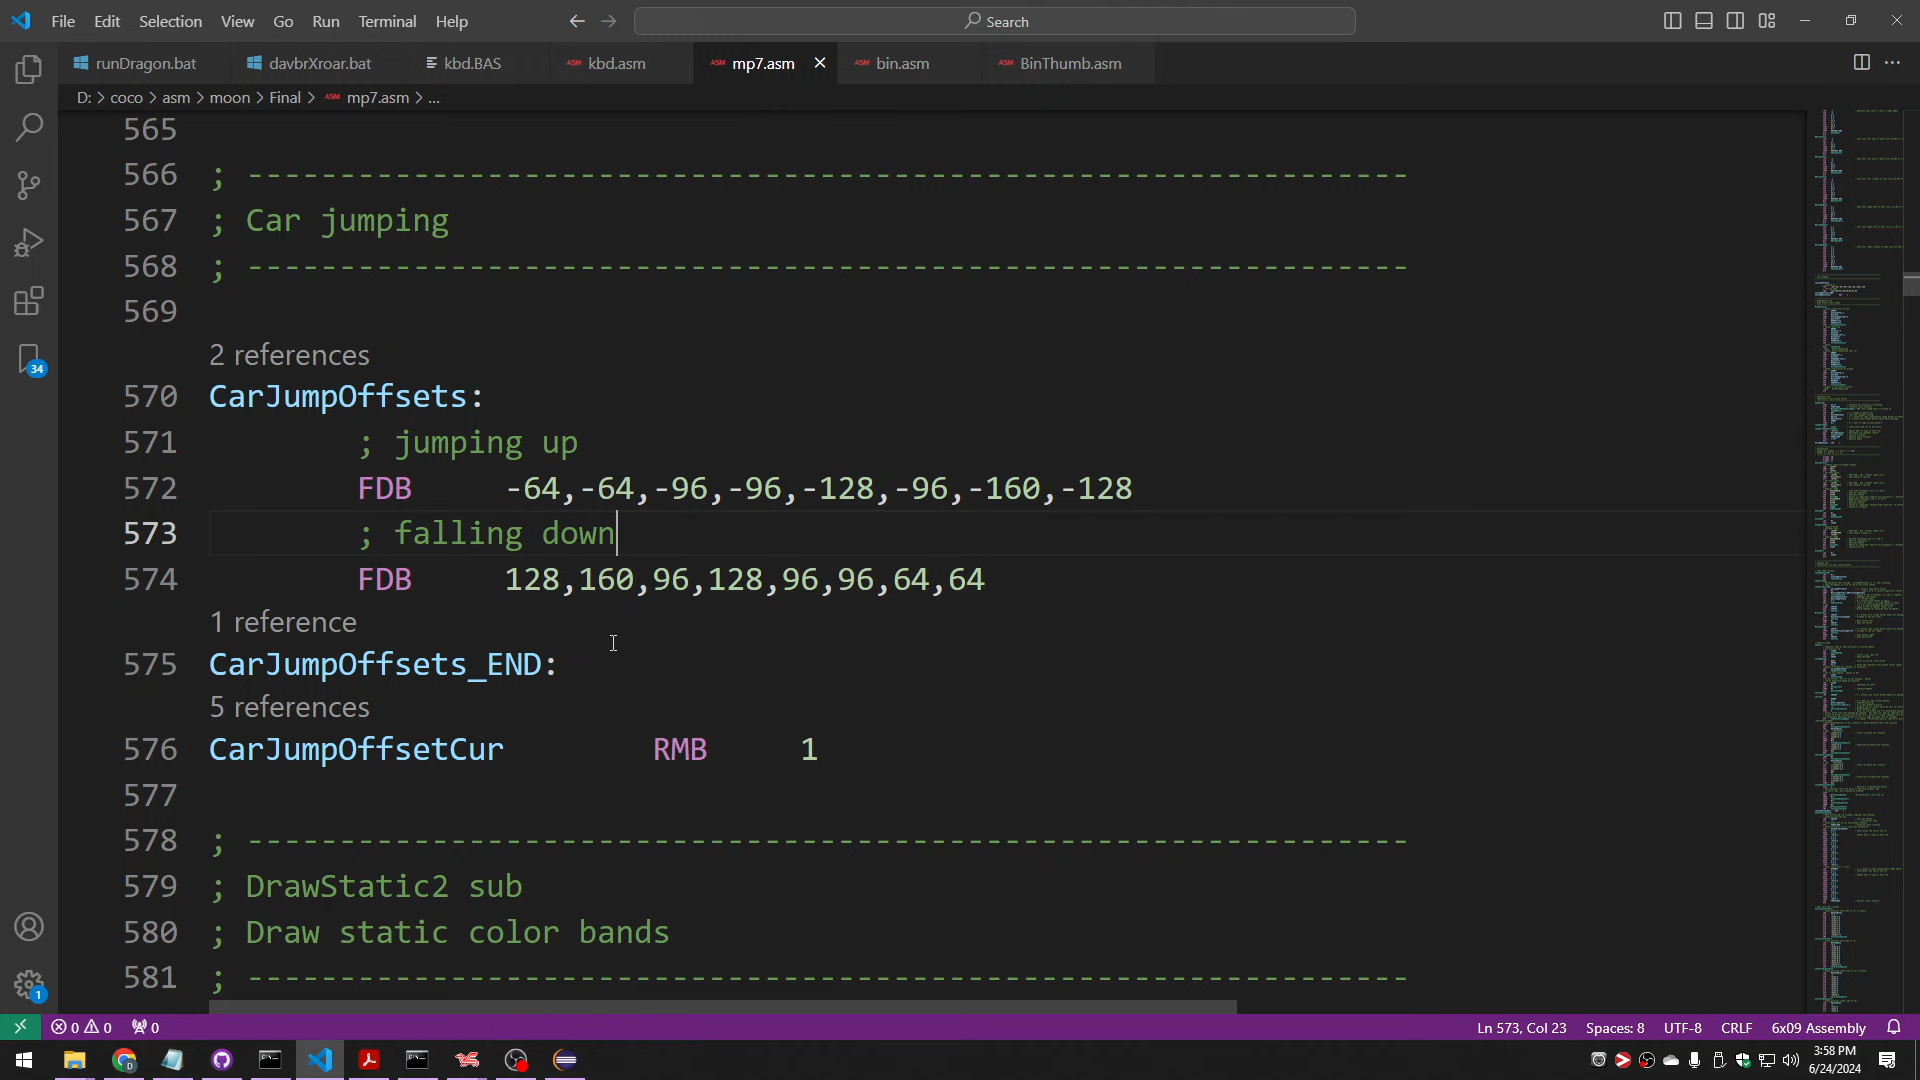 File Edit Selection View Go Run Terminal Help
Search
runDragon.bat davbrXroar.bat kbd.BAS kbd.asm mp7.asm bin.asm BinThumb.asm
D: > coco > asm > moon > Final > mp7.asm > ...
565
566 ; ---------------------------------------------------------------
567 ; Car jumping
568 ; ---------------------------------------------------------------
569
2 references
570 CarJumpOffsets:
571 ; jumping up
572 FDB -64,-64,-96,-96,-128,-96,-160,-128
573 ; falling down
574 FDB 128,160,96,128,96,96,64,64
1 reference
575 CarJumpOffsets_END:
5 references
576 CarJumpOffsetCur RMB 1
577
578 ; ---------------------------------------------------------------
579 ; DrawStatic2 sub
580 ; Draw static color bands
581 ; ---------------------------------------------------------------
34
1
0 0 0 Ln 573, Col 23 Spaces: 8 UTF-8 CRLF 6x09 Assembly
3:58 PM
6/24/2024